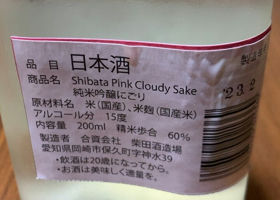 品目 日本酒
商品名 Shibata Pink Cloudy Sake
純米吟醸にごり
原材料名 米(国産)、米麹(国産米)
アルコール分 15度
内容量 200ml 精米歩合 60%
製造者 合資会社 柴田酒造場
愛知県岡崎市保久町字神水39
•飲酒は20歳になってから。
•お酒は美味しく適量を。
製造年月
'23.2